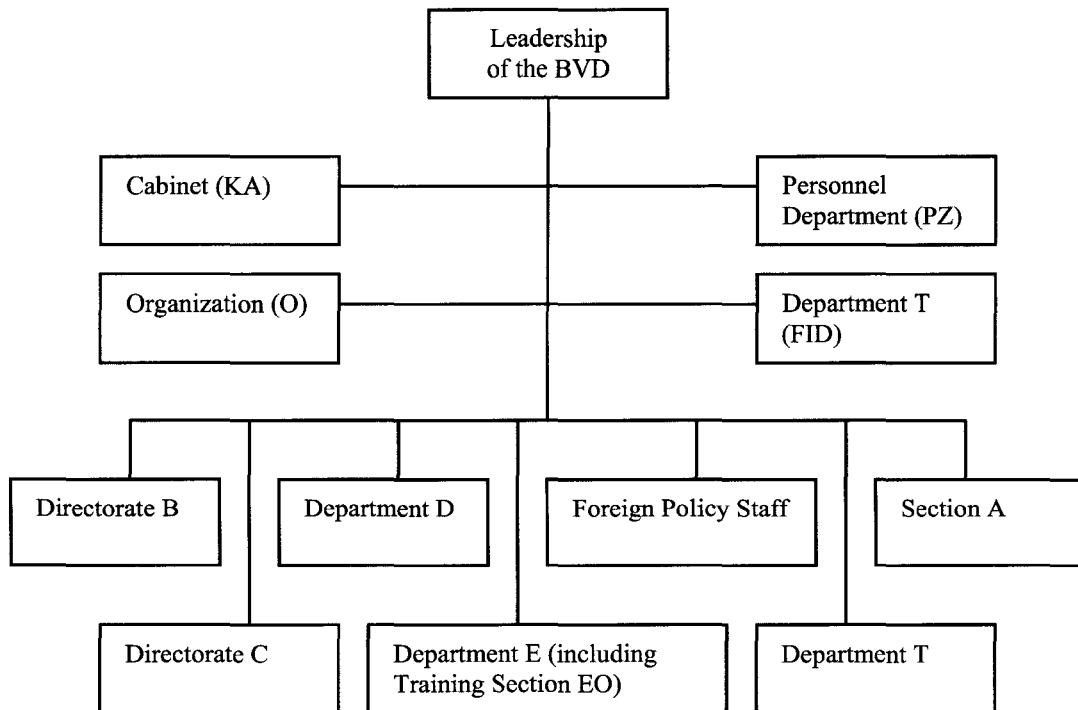 Leadership
of the BVD
Cabinet (KA)
Personnel
Department (PZ)
Organization (O)
Department T
(FID)
Directorate B
Department D
Foreign Policy Staff
Section A
Directorate C
Department E (including
Training Section EO)
Department T